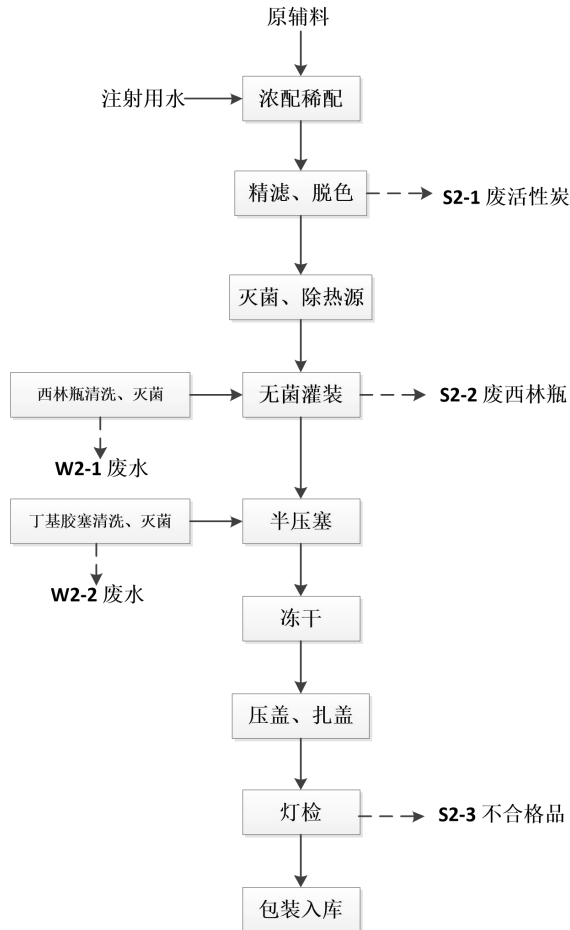 原辅料
注射用水
浓配稀配
精滤、脱色
S2-1 废活性炭
灭菌、除热源
西林瓶清洗、灭菌
无菌灌装
S2-2 废西林瓶
W2-1 废水
丁基胶塞清洗、灭菌
半压塞
W2-2 废水
冻干
压盖、扎盖
灯检
S2-3 不合格品
包装入库